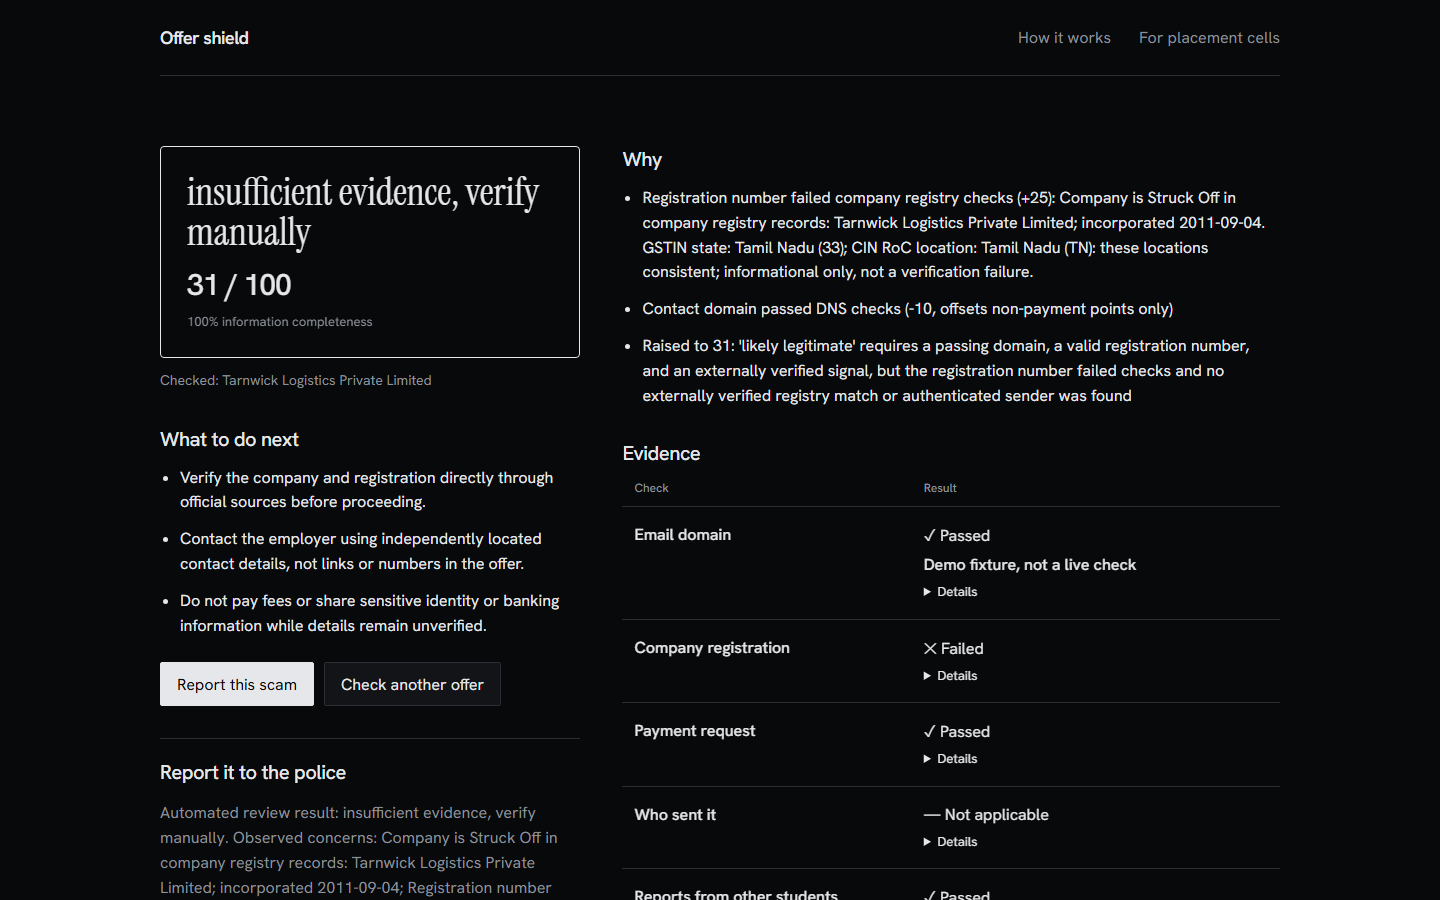 Offer shield
How it works
For placement cells
insufficient evidence, verify
manually
31 / 100
100% information completeness
Checked: Tarnwick Logistics Private Limited
What to do next
• Verify the company and registration directly through
official sources before proceeding.
• Contact the employer using independently located
contact details, not links or numbers in the offer.
• Do not pay fees or share sensitive identity or banking
information while details remain unverified.
Report this scam
Check another offer
Report it to the police
Automated review result: insufficient evidence, verify
manually. Observed concerns: Company is Struck Off in
company registry records: Tarnwick Logistics Private
Limited; incorporated 2011-09-04; Registration number
Why
• Registration number failed company registry checks (+25): Company is Struck Off in
company registry records: Tarnwick Logistics Private Limited; incorporated 2011-09-04.
GSTIN state: Tamil Nadu (33); CIN RoC location: Tamil Nadu (TN): these locations
consistent; informational only, not a verification failure.
• Contact domain passed DNS checks (-10, offsets non-payment points only)
• Raised to 31: 'likely legitimate' requires a passing domain, a valid registration number,
and an externally verified signal, but the registration number failed checks and no
externally verified registry match or authenticated sender was found
Evidence
Check
Result
Email domain
✓ Passed
Demo fixture, not a live check
▶ Details
Company registration
✕ Failed
▶ Details
Payment request
✓ Passed
▶ Details
Who sent it
— Not applicable
▶ Details
Reports from other students
✓ Passed